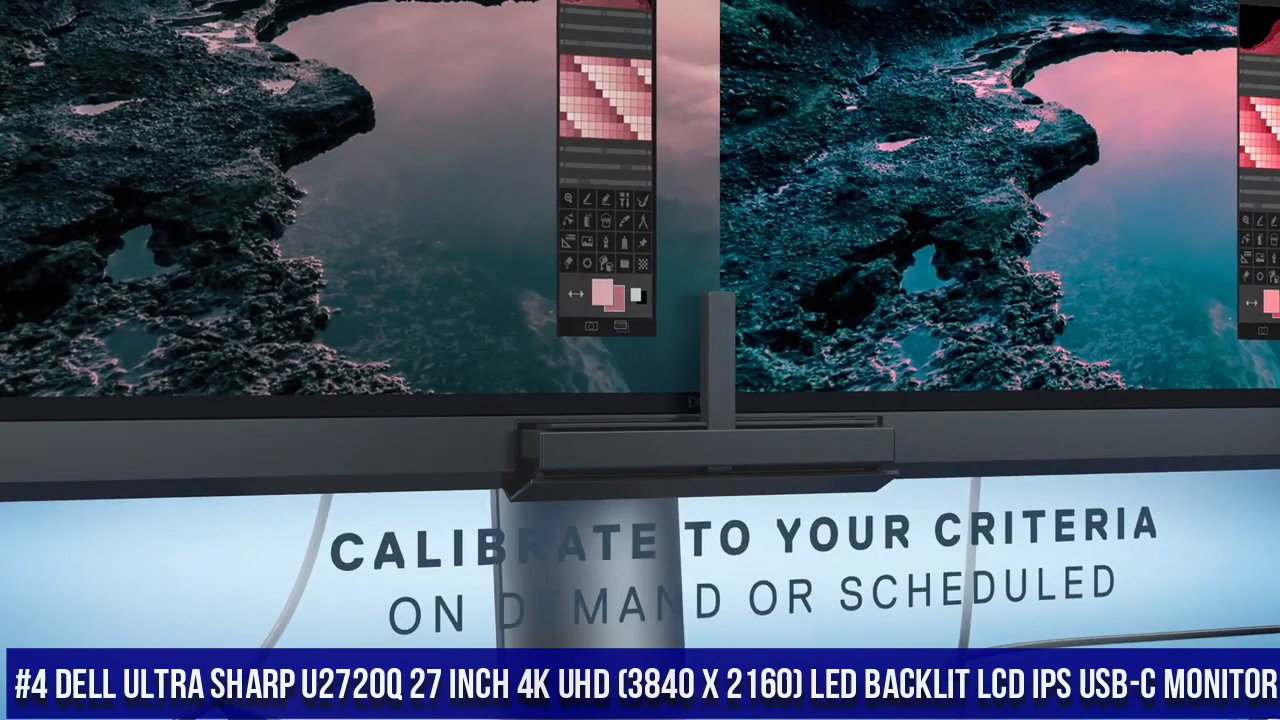 CALIBRATE TO YOUR CRITERIA
ON DEMAND OR SCHEDULED
#4 DELL ULTRA SHARP U2720Q 27 INCH 4K UHD (3840 X 2160) LED BACKLIT LCD IPS USB-C MONITOR